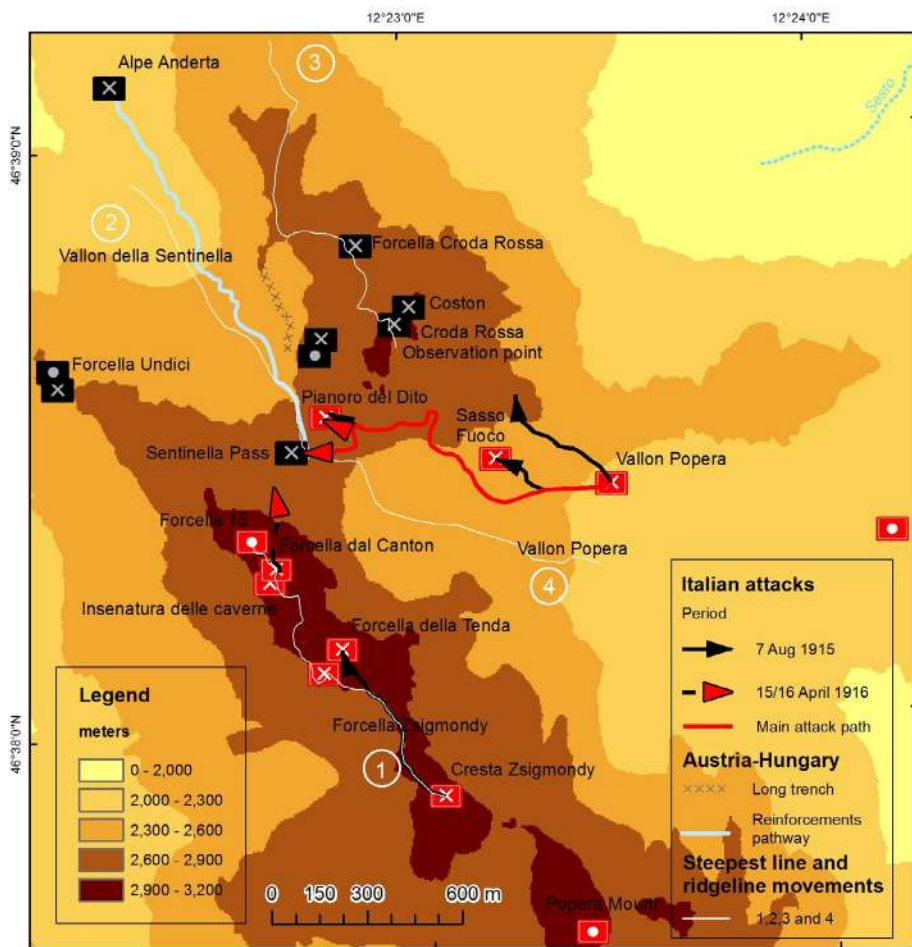 12°23'0"E
12°24'0"E
46°39'0"N
46°38'0"N
3
Alpe Anderta
Sesto
2
Vallon della Sentinella
Forcella Croda Rossa
Coston
Croda Rossa
Observation point
Forcella Undici
Pianoro del Dito
Sasso
Fuoco
Sentinella Pass
Vallon Popera
Forcella 15
Forcella dal Canton
Vallon Popera
4
Insenatura delle caverne
Forcella della Tenda
Forcella Zsigmondy
1
Cresta Zsigmondy
Popera Mount
Legend
meters
0 - 2,000
2,000 - 2,300
2,300 - 2,600
2,600 - 2,900
2,900 - 3,200
0 150 300 600 m
Italian attacks
Period
7 Aug 1915
15/16 April 1916
Main attack path
Austria-Hungary
Long trench
Reinforcements
pathway
Steepest line and
ridgeline movements
1,2,3 and 4